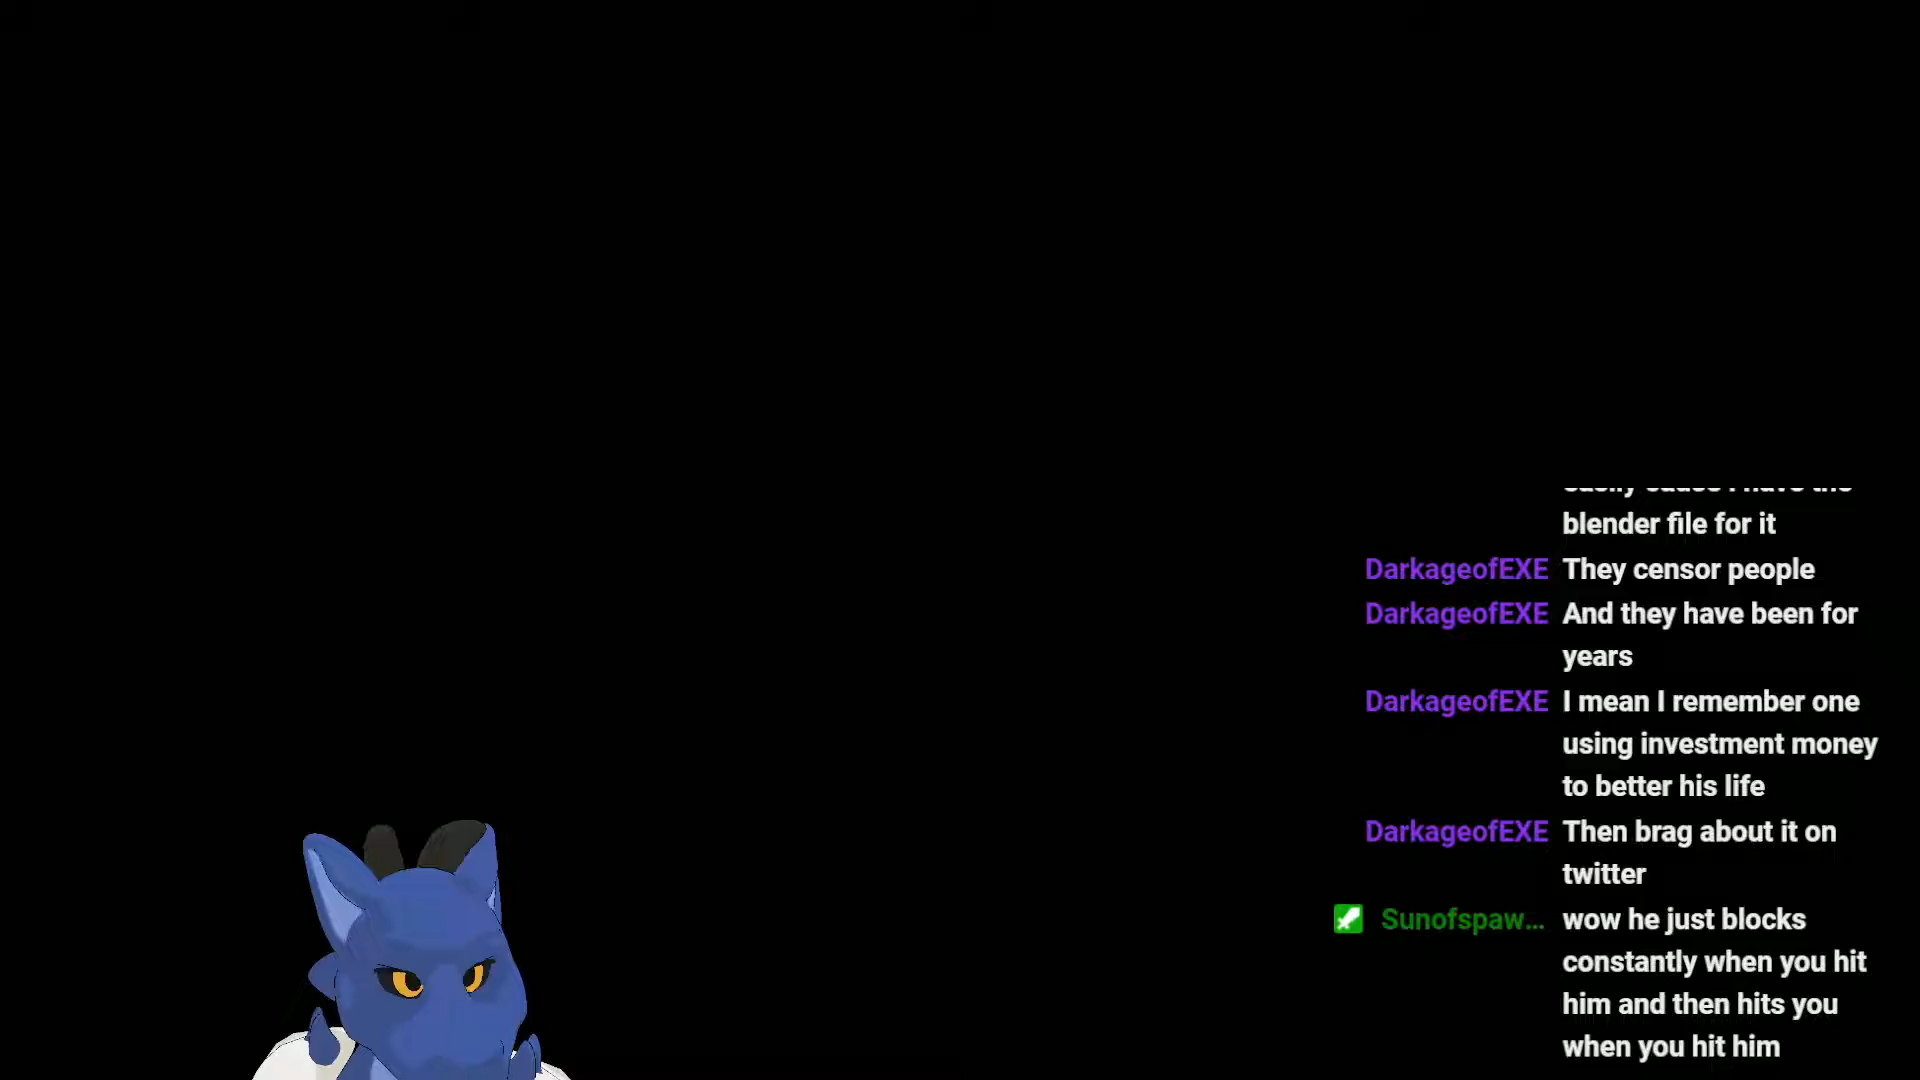 blender file for it
DarkageofEXE They censor people
DarkageofEXE And they have been for
years
DarkageofEXE I mean I remember one
using investment money
to better his life
DarkageofEXE Then brag about it on
twitter
Sunofspaw... wow he just blocks
constantly when you hit
him and then hits you
when you hit him